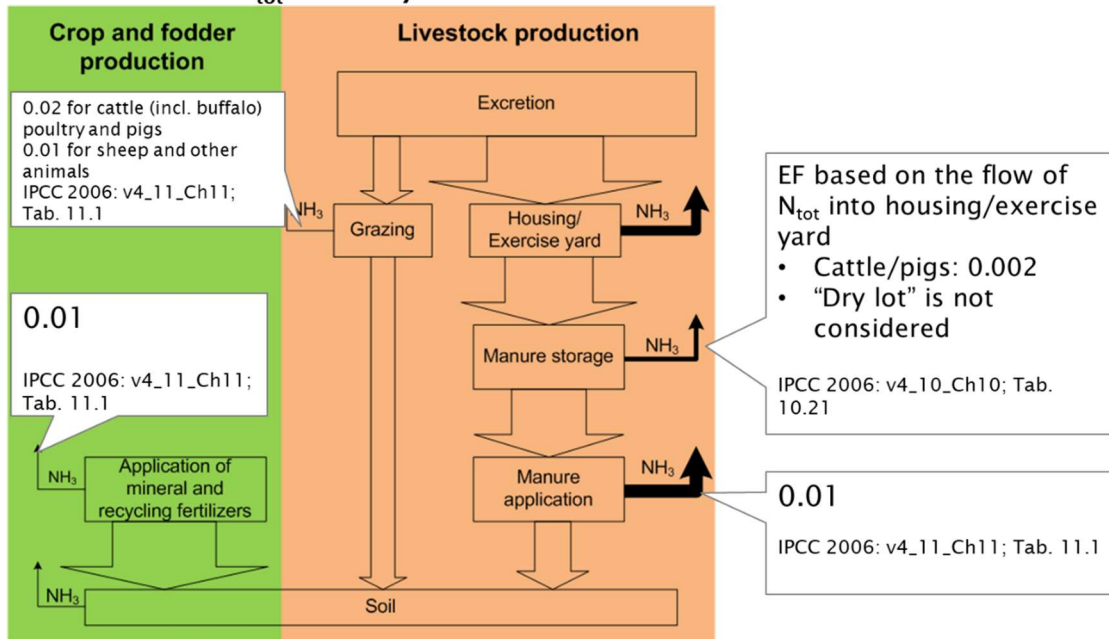 Crop and fodder
production
Livestock production
0.02 for cattle (incl. buffalo)
poultry and pigs
0.01 for sheep and other
animals
IPCC 2006: v4_11_Ch11;
Tab. 11.1
Excretion
NH3
Grazing
Housing/
Exercise yard
NH3
EF based on the flow of
Ntot into housing/exercise
yard
• Cattle/pigs: 0.002
• “Dry lot” is not
considered
IPCC 2006: v4_10_Ch10; Tab.
10.21
0.01
IPCC 2006: v4_11_Ch11;
Tab. 11.1
Manure storage
NH3
NH3
Application of
mineral and
recycling fertilizers
Manure
application
NH3
0.01
IPCC 2006: v4_11_Ch11; Tab. 11.1
NH3
Soil